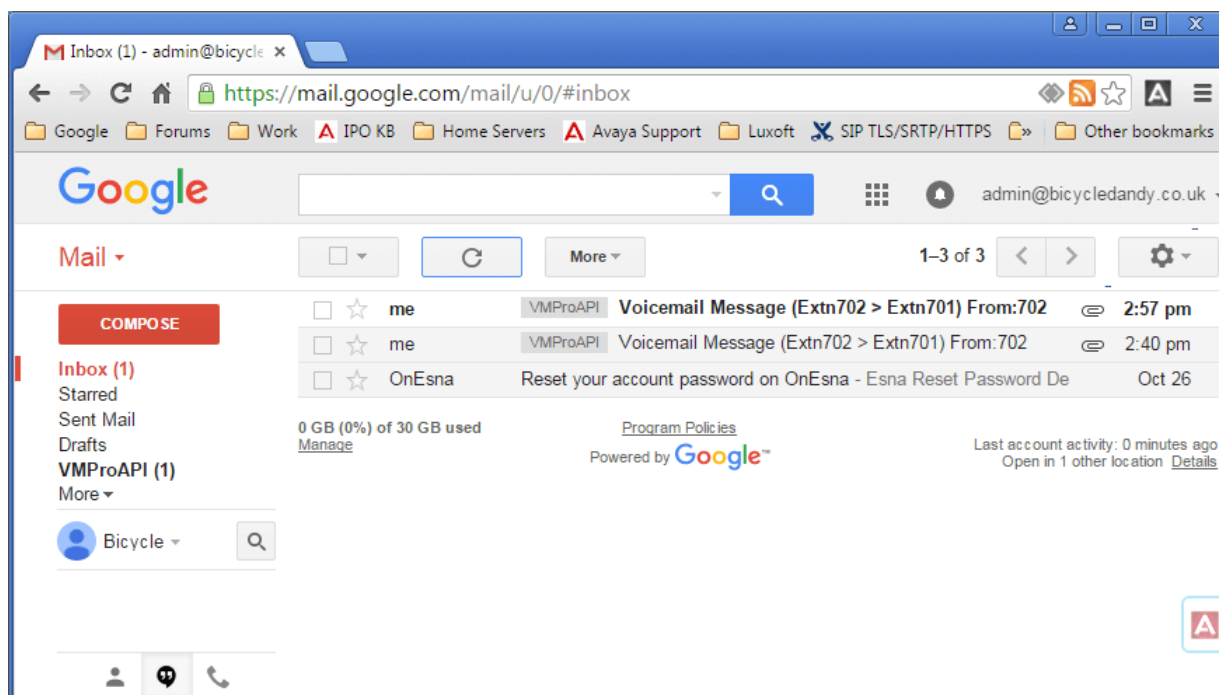 Inbox (1) - admin@bicycle
https://mail.google.com/mail/u/0/#inbox
Google Forums Work IPO KB Home Servers Avaya Support Luxoft SIP TLS/SRTP/HTTPS » Other bookmarks
Google
admin@bicycledandy.co.uk
Mail
More
1–3 of 3
COMPOSE
Inbox (1)
Starred
Sent Mail
Drafts
VMProAPI (1)
More
Bicycle
me VMProAPI Voicemail Message (Extn702 > Extn701) From:702 2:57 pm
me VMProAPI Voicemail Message (Extn702 > Extn701) From:702 2:40 pm
OnEsna Reset your account password on OnEsna - Esna Reset Password De Oct 26
0 GB (0%) of 30 GB used
Manage
Program Policies
Powered by Google™
Last account activity: 0 minutes ago
Open in 1 other location Details